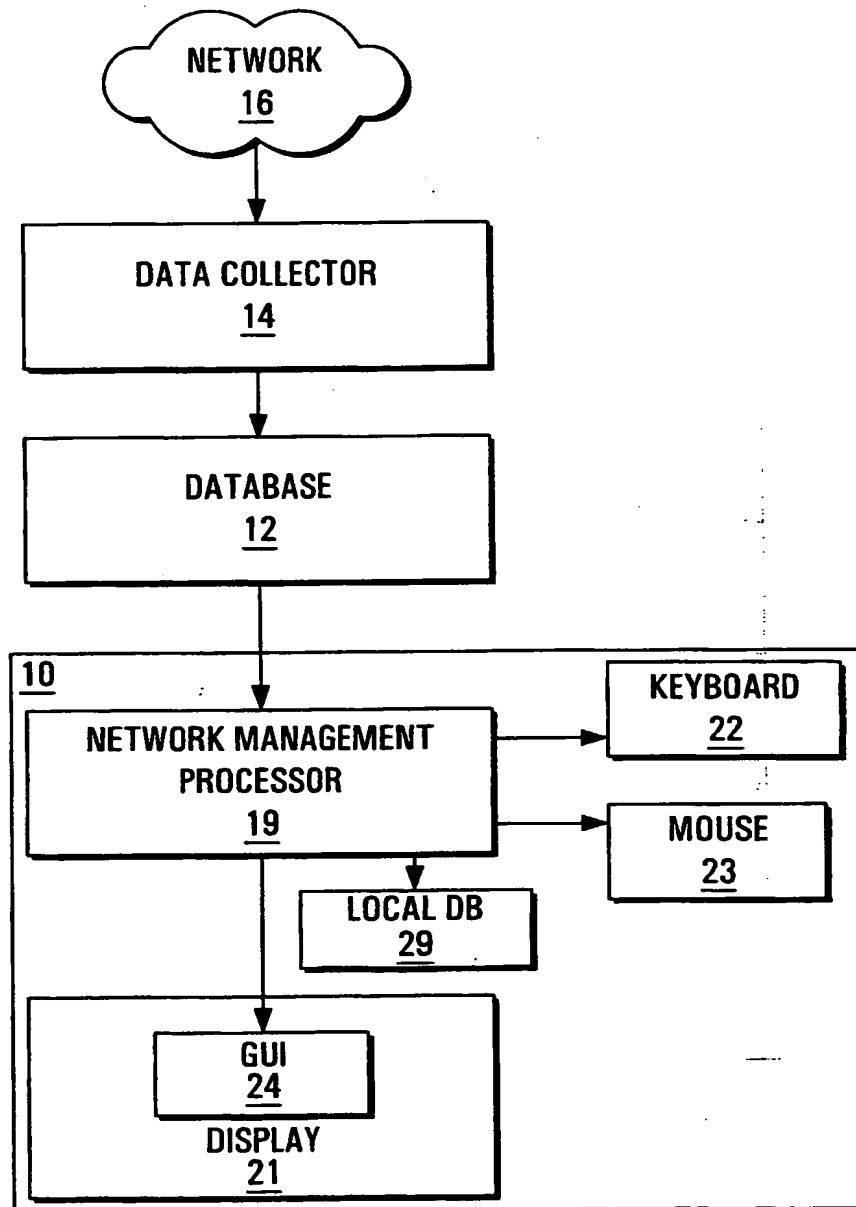 NETWORK
16
DATA COLLECTOR
14
DATABASE
12
10
KEYBOARD
22
NETWORK MANAGEMENT
PROCESSOR
19
MOUSE
23
LOCAL DB
29
GUI
24
DISPLAY
21